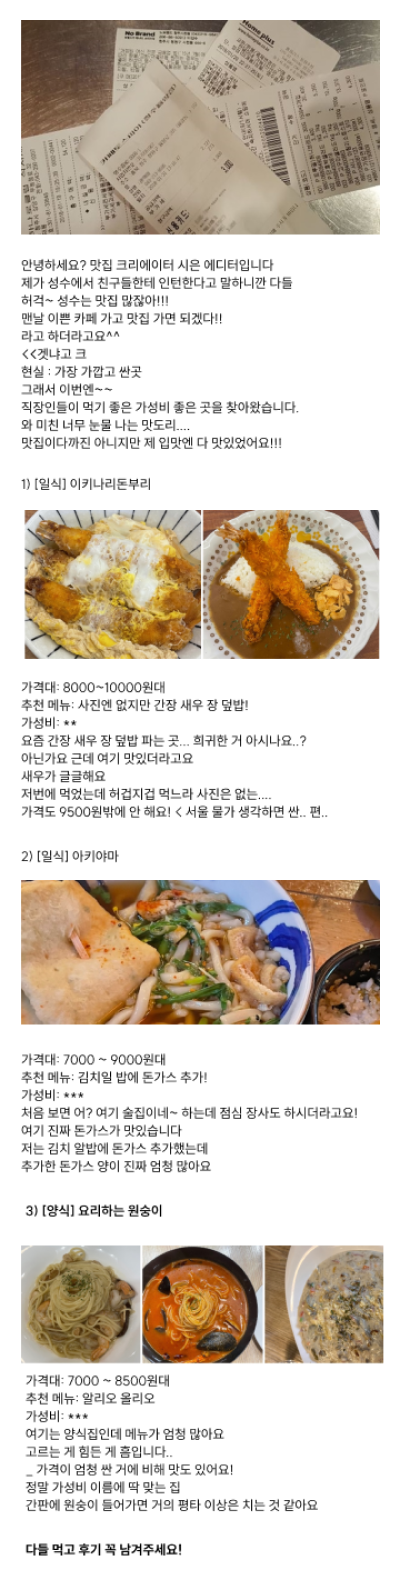 No Brand
Home plus
안녕하세요? 맛집 크리에이터 시은 에디터입니다
제가 성수에서 친구들한테 인턴한다고 말하니깐 다들
허걱~ 성수는 맛집 많잖아!!!
맨날 이쁜 카페 가고 맛집 가면 되겠다!!
라고 하더라고요^^
<<겟냐고 크
현실 : 가장 가깝고 싼곳
그래서 이번엔~~
직장인들이 먹기 좋은 가성비 좋은 곳을 찾아왔습니다.
와 미친 너무 눈물 나는 맛도리....
맛집이다까진 아니지만 제 입맛엔 다 맛있었어요!!!
1) [일식] 이키나리돈부리
가격대: 8000~10000원대
추천 메뉴: 사진엔 없지만 간장 새우 장 덮밥!
가성비: **
요즘 간장 새우 장 덮밥 파는 곳... 희귀한 거 아시나요..?
아닌가요 근데 여기 맛있더라고요
새우가 글글해요
저번에 먹었는데 허겁지겁 먹느라 사진은 없는....
가격도 9500원밖에 안 해요! < 서울 물가 생각하면 싼.. 편..
2) [일식] 아키야마
가격대: 7000 ~ 9000원대
추천 메뉴: 김치일 밥에 돈가스 추가!
가성비: ***
처음 보면 어? 여기 술집이네~ 하는데 점심 장사도 하시더라고요!
여기 진짜 돈가스가 맛있습니다
저는 김치 알밥에 돈가스 추가했는데
추가한 돈가스 양이 진짜 엄청 많아요
3) [양식] 요리하는 원숭이
가격대: 7000 ~ 8500원대
추천 메뉴: 알리오 올리오
가성비: ***
여기는 양식집인데 메뉴가 엄청 많아요
고르는 게 힘든 게 흠입니다..
_ 가격이 엄청 싼 거에 비해 맛도 있어요!
정말 가성비 이름에 딱 맞는 집
간판에 원숭이 들어가면 거의 평타 이상은 치는 것 같아요
다들 먹고 후기 꼭 남겨주세요!